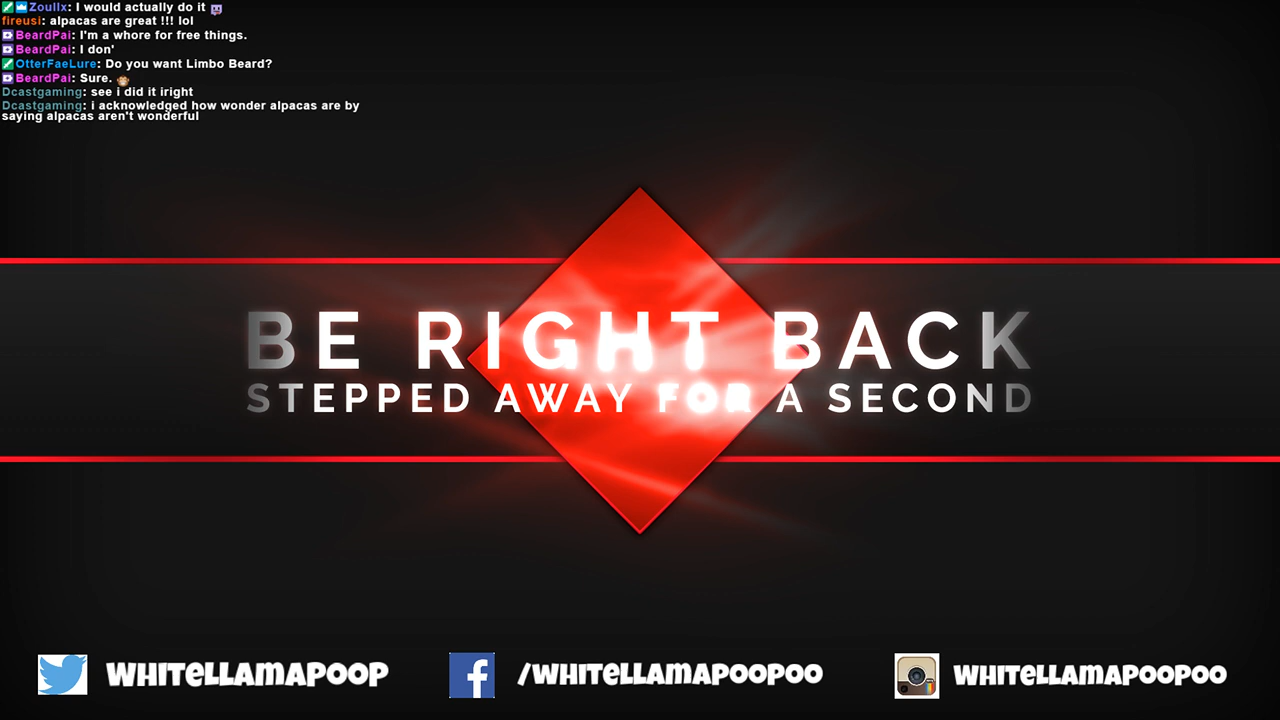 Zoullx: I would actually do it
fireusi: alpacas are great !!! lol
BeardPai: I'm a whore for free things.
BeardPai: I don'
OtterFaeLure: Do you want Limbo Beard?
BeardPai: Sure.
Dcastgaming: see i did it iright
Dcastgaming: i acknowledged how wonder alpacas are by
saying alpacas aren't wonderful
BE RIGHT BACK
STEPPED AWAY FOR A SECOND
WHITELLAMAPOOP
/WHITELLAMAPOOPOO
WHITELLAMAPOOPOO